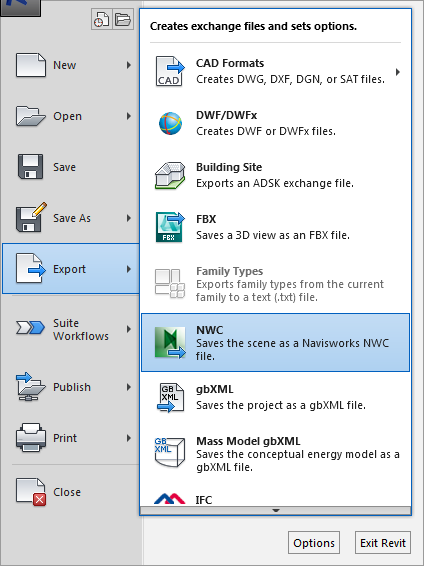 New
Open
Save
Save As
Export
Suite
Workflows
Publish
Print
Close
Creates exchange files and sets options.
CAD
CAD Formats
Creates DWG, DXF, DGN, or SAT files.
DWF/DWFx
Creates DWF or DWFx files.
Building Site
Exports an ADSK exchange file.
FBX
FBX
Saves a 3D view as an FBX file.
Family Types
Exports family types from the current
family to a text (.txt) file.
NWC
Saves the scene as a Navisworks NWC
file.
GB
XML
gbXML
Saves the project as a gbXML file.
GB
XML
Mass Model gbXML
Saves the conceptual energy model as a
gbXML file.
IFC
Options
Exit Revit